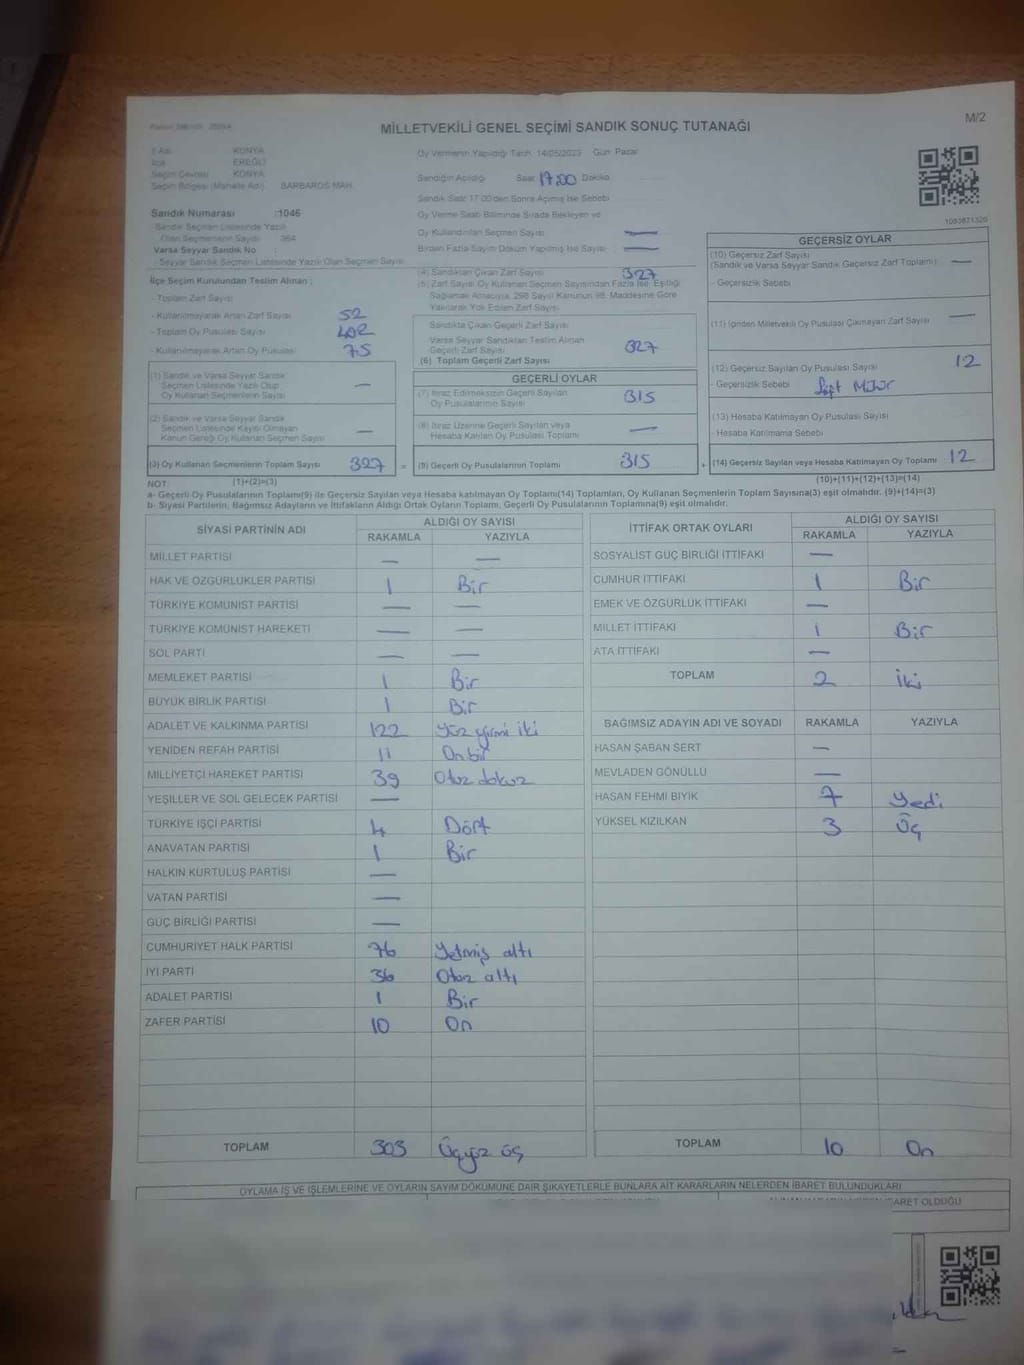 M/2
MİLLETVEKİLİ GENEL SEÇİMİ SANDIK SONUÇ TUTANAĞI
İl Adı KONYA
İlçe EREĞLİ
Seçim Çevresi KONYA
Seçim Bölgesi (Mahalle Adı) BARBAROS MAH.
Sandık Numarası :1046
Sandık Seçmen Listesinde Yazılı
Olan Seçmenlerin Sayısı 364
Varsa Seyyar Sandık No :
- Seyyar Sandık Seçmen Listesinde Yazılı Olan Seçmen Sayısı
Oy Vermenin Yapıldığı Tarih 14/05/2023 Gün Pazar
Sandığın Açıldığı Saat 17.00 Dakika
Sandık Saat 17.00'den Sonra Açılmış İse Sebebi
Oy Verme Saati Bitiminde Sırada Bekleyen ve
Oy Kullandırılan Seçmen Sayısı —
Birden Fazla Sayım Döküm Yapılmış İse Sayısı —
1053871320
İlçe Seçim Kurulundan Teslim Alınan :
- Toplam Zarf Sayısı
- Kullanılmayarak Artan Zarf Sayısı 52
- Toplam Oy Pusulası Sayısı 402
- Kullanılmayarak Artan Oy Pusulası 75
(1) Sandık ve Varsa Seyyar Sandık
Seçmen Listesinde Yazılı Olup
Oy Kullanan Seçmenlerin Sayısı —
(2) Sandık ve Varsa Seyyar Sandık
Seçmen Listesinde Kaydı Olmayan
Kanun Gereği Oy Kullanan Seçmen Sayısı —
(3) Oy Kullanan Seçmenlerin Toplam Sayısı 327 =
(4) Sandıktan Çıkan Zarf Sayısı 327
(5) Zarf Sayısı Oy Kullanan Seçmen Sayısından Fazla İse, Eşitliği
Sağlamak Amacıyla, 298 Sayılı Kanunun 98. Maddesine Göre
Yakılarak Yok Edilen Zarf Sayısı
Sandıkta Çıkan Geçerli Zarf Sayısı
Varsa Seyyar Sandıktan Teslim Alınan
Geçerli Zarf Sayısı
(6) Toplam Geçerli Zarf Sayısı 327
GEÇERLİ OYLAR
(7) İtiraz Edilmeksizin Geçerli Sayılan
Oy Pusulalarının Sayısı 315
(8) İtiraz Üzerine Geçerli Sayılan veya
Hesaba Katılan Oy Pusulası Toplamı —
(9) Geçerli Oy Pusulalarının Toplamı 315 +
GEÇERSİZ OYLAR
(10) Geçersiz Zarf Sayısı
(Sandık ve Varsa Seyyar Sandık Geçersiz Zarf Toplamı) —
- Geçersizlik Sebebi
(11) İçinden Milletvekili Oy Pusulası Çıkmayan Zarf Sayısı —
(12) Geçersiz Sayılan Oy Pusulası Sayısı 12
- Geçersizlik Sebebi Mühür
(13) Hesaba Katılmayan Oy Pusulası Sayısı
- Hesaba Katılmama Sebebi
(14) Geçersiz Sayılan veya Hesaba Katılmayan Oy Toplamı 12
NOT: (1)+(2)=(3) (10)+(11)+(12)+(13)=(14)
a- Geçerli Oy Pusulalarının Toplamı(9) ile Geçersiz Sayılan veya Hesaba katılmayan Oy Toplamı(14) Toplamları, Oy Kullanan Seçmenlerin Toplam Sayısına(3) eşit olmalıdır. (9)+(14)=(3)
b- Siyasi Partilerin, Bağımsız Adayların ve İttifakların Aldığı Ortak Oyların Toplamı, Geçerli Oy Pusulalarının Toplamına(9) eşit olmalıdır.
SİYASİ PARTİNİN ADI ALDIĞI OY SAYISI
RAKAMLA YAZIYLA
MİLLET PARTİSİ — —
HAK VE ÖZGÜRLÜKLER PARTİSİ 1 Bir
TÜRKİYE KOMÜNİST PARTİSİ — —
TÜRKİYE KOMÜNİST HAREKETİ — —
SOL PARTİ — —
MEMLEKET PARTİSİ 1 Bir
BÜYÜK BİRLİK PARTİSİ 1 Bir
ADALET VE KALKINMA PARTİSİ 122 Yüz yirmi iki
YENİDEN REFAH PARTİSİ 11 On bir
MİLLİYETÇİ HAREKET PARTİSİ 39 Otuz dokuz
YEŞİLLER VE SOL GELECEK PARTİSİ —
TÜRKİYE İŞÇİ PARTİSİ 4 Dört
ANAVATAN PARTİSİ 1 Bir
HALKIN KURTULUŞ PARTİSİ —
VATAN PARTİSİ —
GÜÇ BİRLİĞİ PARTİSİ —
CUMHURİYET HALK PARTİSİ 76 Yetmiş altı
İYİ PARTİ 36 Otuz altı
ADALET PARTİSİ 1 Bir
ZAFER PARTİSİ 10 On
TOPLAM 303 Üçyüz üç
İTTİFAK ORTAK OYLARI ALDIĞI OY SAYISI
RAKAMLA YAZIYLA
SOSYALİST GÜÇ BİRLİĞİ İTTİFAKI —
CUMHUR İTTİFAKI 1 Bir
EMEK VE ÖZGÜRLÜK İTTİFAKI —
MİLLET İTTİFAKI 1 Bir
ATA İTTİFAKI —
TOPLAM 2 İki
BAĞIMSIZ ADAYIN ADI VE SOYADI RAKAMLA YAZIYLA
HASAN ŞABAN SERT —
MEVLADEN GÖNÜLLÜ —
HASAN FEHMİ BIYIK 7 Yedi
YÜKSEL KIZILKAN 3 Üç
TOPLAM 10 On
OYLAMA İŞ VE İŞLEMLERİNE VE OYLARIN SAYIM DÖKÜMÜNE DAİR ŞİKAYETLERLE BUNLARA AİT KARARLARIN NELERDEN İBARET BULUNDUKLARI
İBARET OLDUĞU